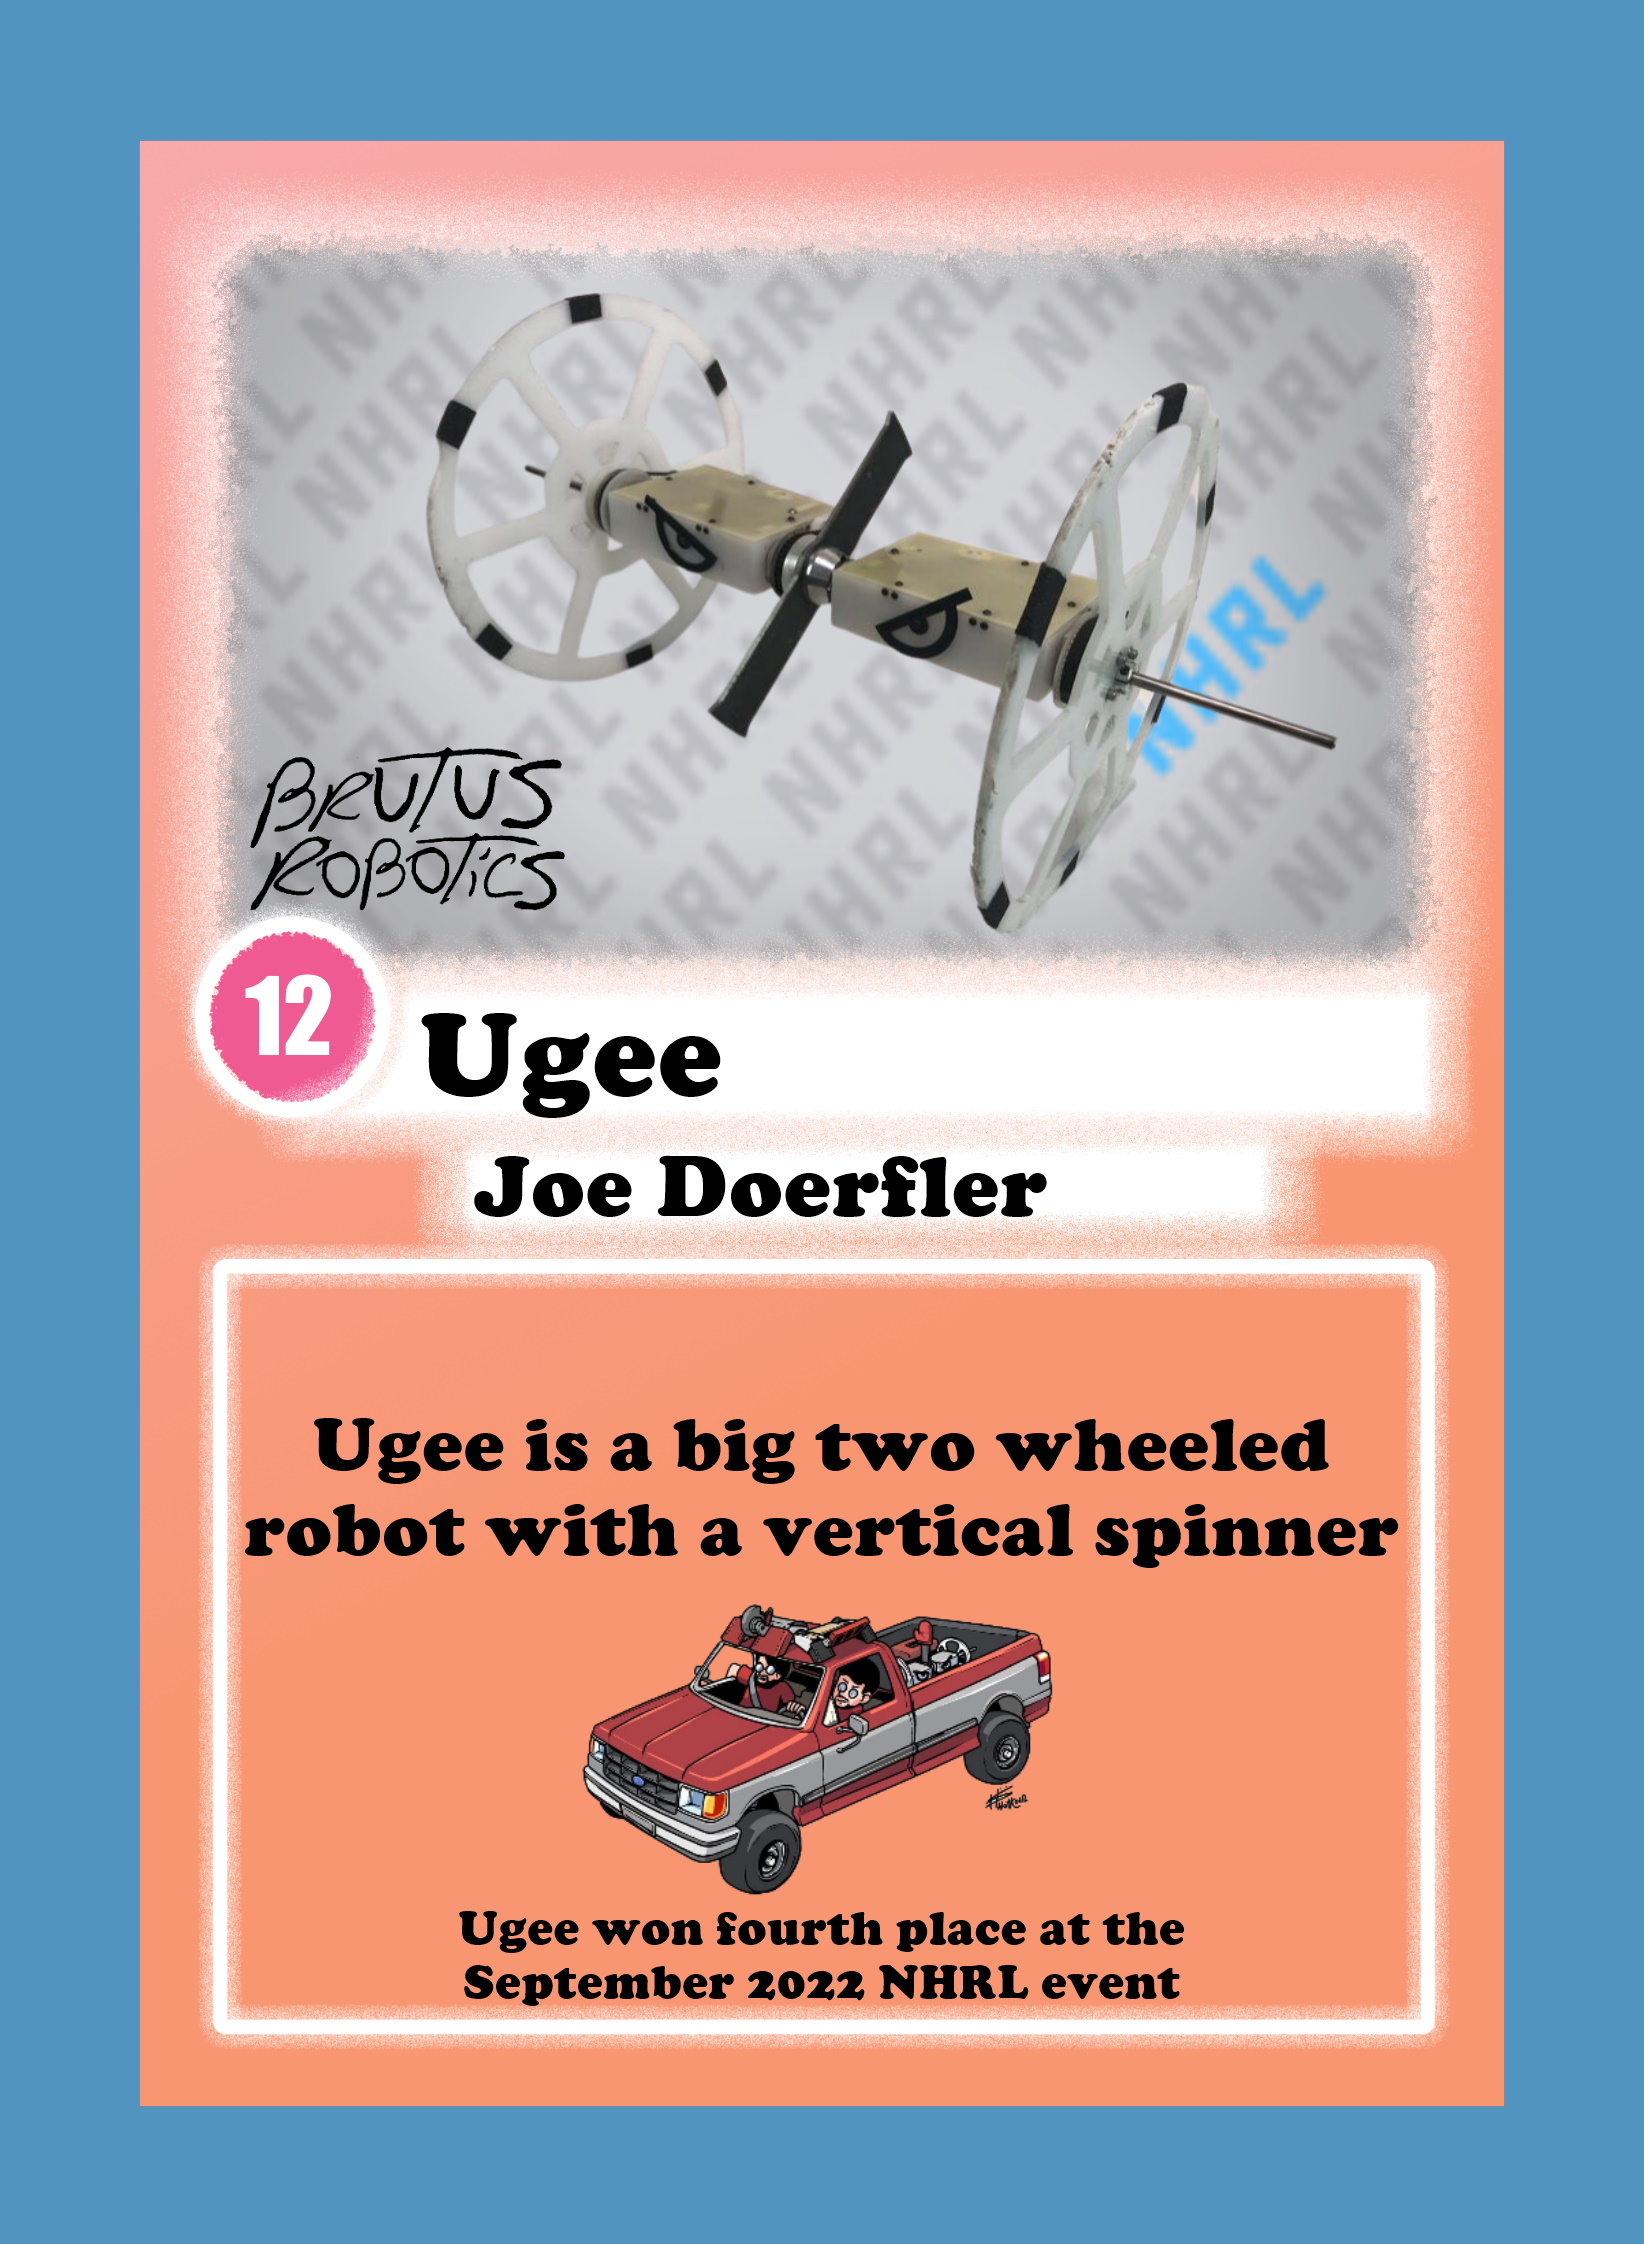 NHRL
BRUTUS
ROBOTICS
12
Ugee
Joe Doerfler
Ugee is a big two wheeled
robot with a vertical spinner
Ugee won fourth place at the
September 2022 NHRL event